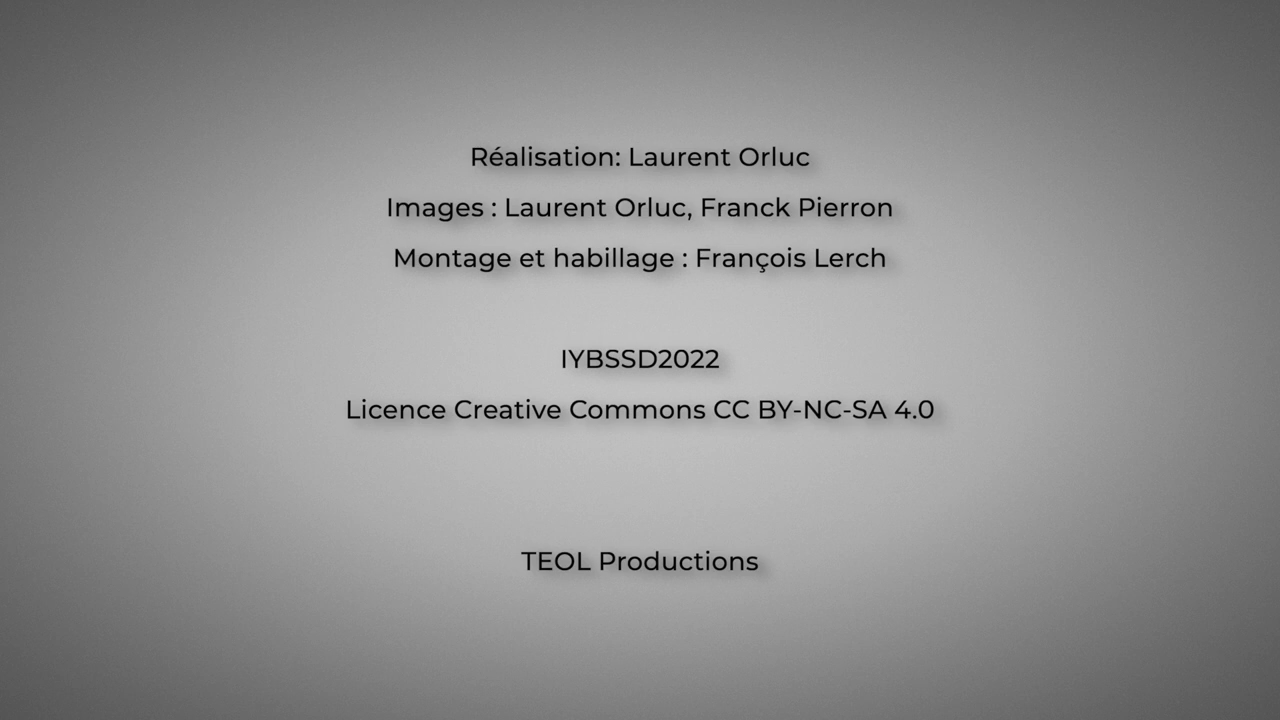 Réalisation: Laurent Orluc
Images : Laurent Orluc, Franck Pierron
Montage et habillage : François Lerch
IYBSSD2022
Licence Creative Commons CC BY-NC-SA 4.0
TEOL Productions